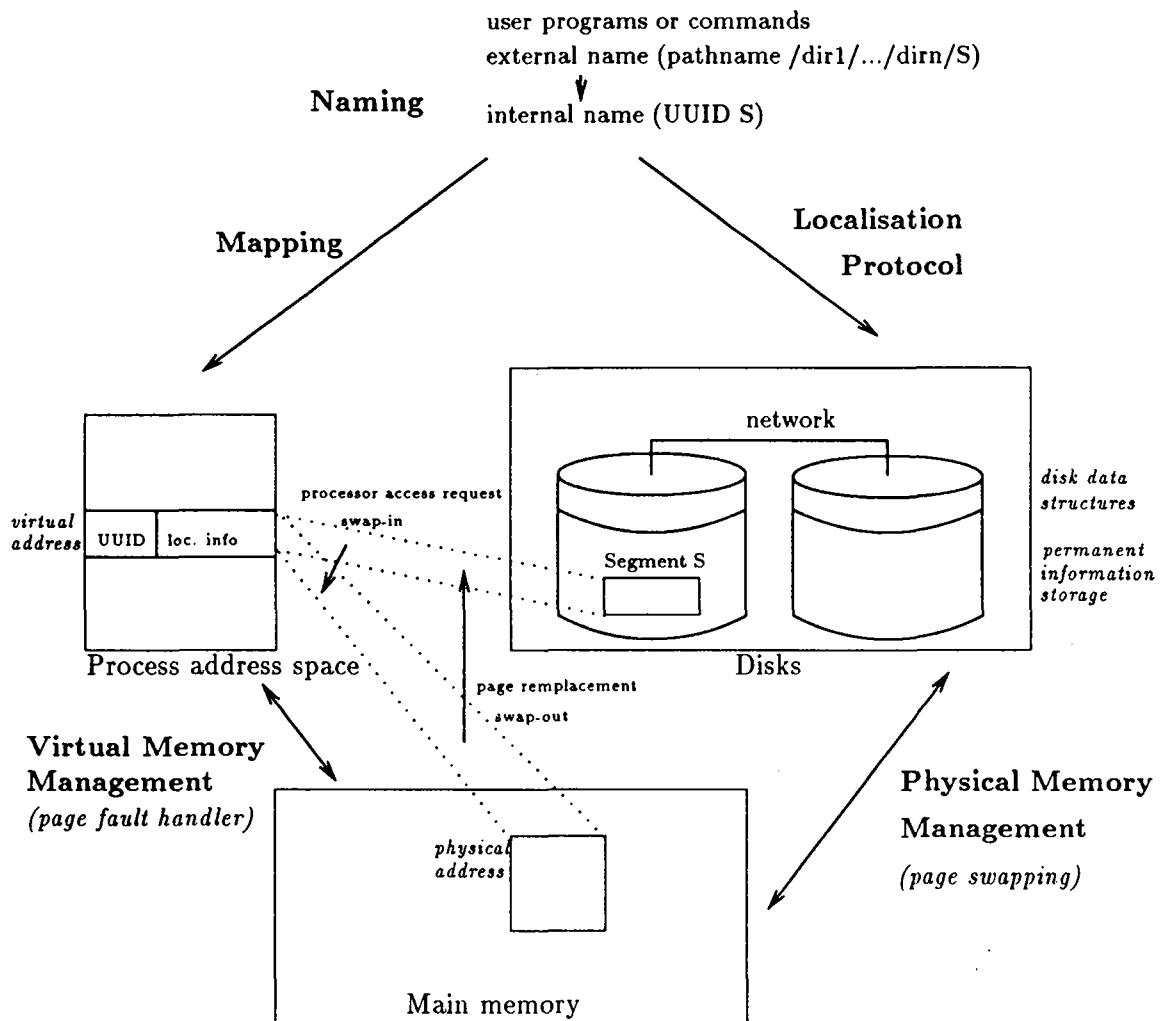 user programs or commands
external name (pathname /dir1/.../dirn/S)
Naming
internal name (UUID S)
Mapping
Localisation
Protocol
network
disk data
structures
processor access request
swap-in
virtual
address
UUID
loc. info
Segment S
permanent
information
storage
Process address space
Disks
page remplacement
swap-out
Virtual Memory
Management
(page fault handler)
Physical Memory
Management
(page swapping)
physical
address
Main memory